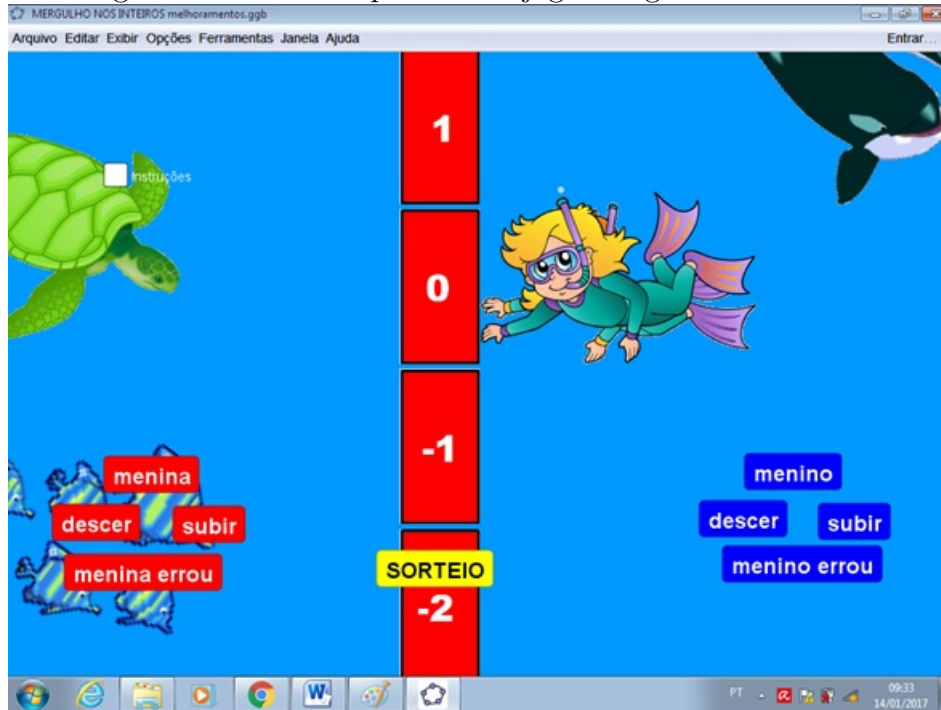 MERGULHO NOS INTEIROS melhoramentos.ggb
Arquivo Editar Exibir Opções Ferramentas Janela Ajuda
Entrar...
1
Instruções
0
-1
menina
descer
subir
menina errou
SORTEIO
-2
menino
descer
subir
menino errou
PT
09:33
14/01/2017